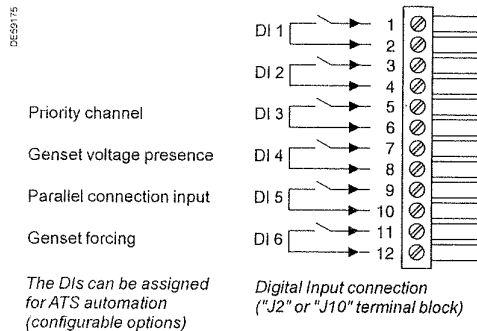 DE59175
DI 1
1
2
DI 2
3
4
Priority channel DI 3
5
6
Genset voltage presence DI 4
7
8
Parallel connection input DI 5
9
10
Genset forcing DI 6
11
12
The DIs can be assigned
for ATS automation
(configurable options)
Digital Input connection
("J2" or "J10" terminal block)